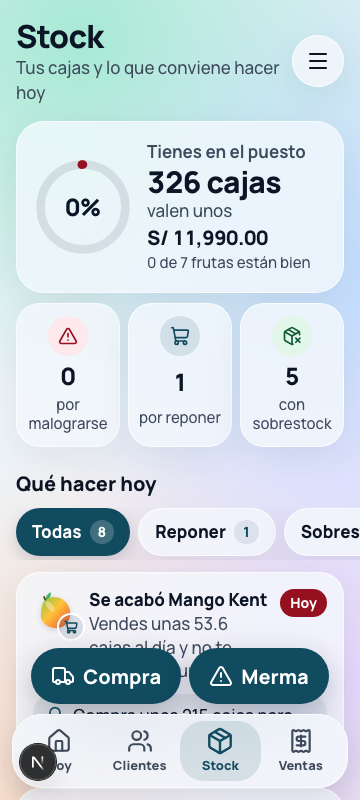 Stock
Tus cajas y lo que conviene hacer
hoy
Tienes en el puesto
326 cajas
valen unos
S/ 11,990.00
0 de 7 frutas están bien
0%
0
por
malograrse
1
por reponer
5
con
sobrestock
Qué hacer hoy
Todas 8
Reponer 1
Sobres
Se acabó Mango Kent
Hoy
Vendes unas 53.6
cajas al día y no te
Compra
Merma
oy
Clientes
Stock
Ventas
N